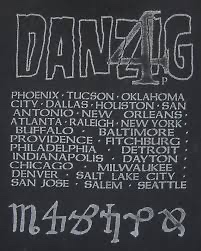 DANZIG
4
P
PHOENIX · TUCSON · OKLAHOMA
CITY · DALLAS · HOUSTON · SAN
ANTONIO · NEW ORLEANS
ATLANTA · RALEIGH · NEW YORK
BUFFALO · BALTIMORE
PROVIDENCE · FITCHBURG
PHILADELPHIA · DETROIT
INDIANAPOLIS · DAYTON
CHICAGO · MILWALKEE
DENVER · SALT LAKE CITY
SAN JOSE · SALEM · SEATTLE